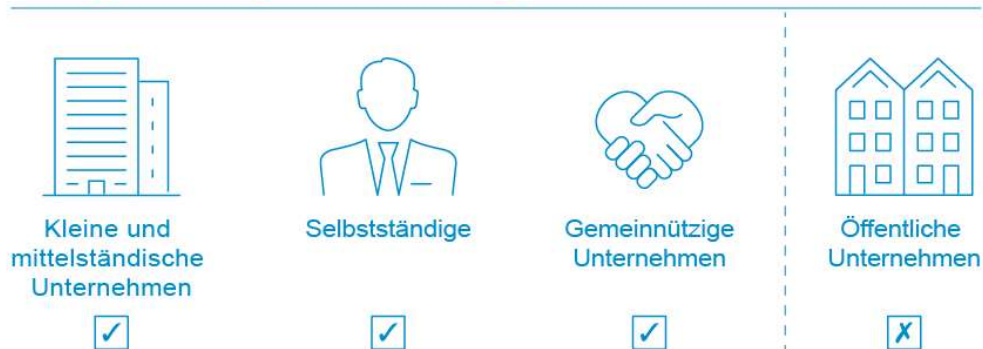 Kleine und
mittelständische
Unternehmen
Selbstständige
Gemeinnützige
Unternehmen
Öffentliche
Unternehmen
✓
✓
✓
✗